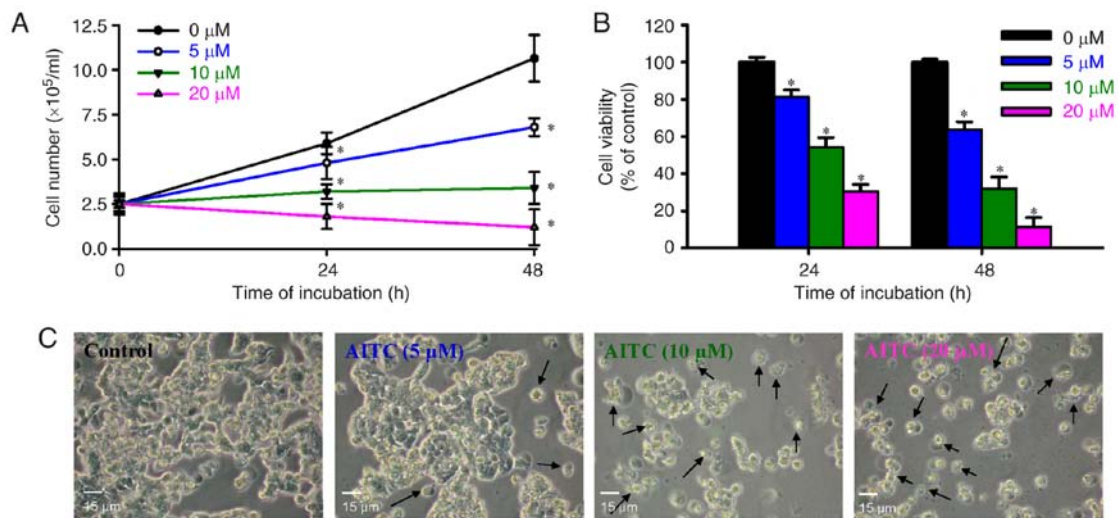 A
0 μM
5 μM
10 μM
20 μM
Cell number (×10⁵/ml)
12.5
10.0
7.5
5.0
2.5
0.0
*
*
*
*
*
*
0
24
48
Time of incubation (h)
B
0 μM
5 μM
10 μM
20 μM
Cell viability
(% of control)
120
100
80
60
40
20
0
*
*
*
*
*
*
24
48
Time of incubation (h)
C
Control
AITC (5 μM)
AITC (10 μM)
AITC (20 μM)
15 μm
15 μm
15 μm
15 μm